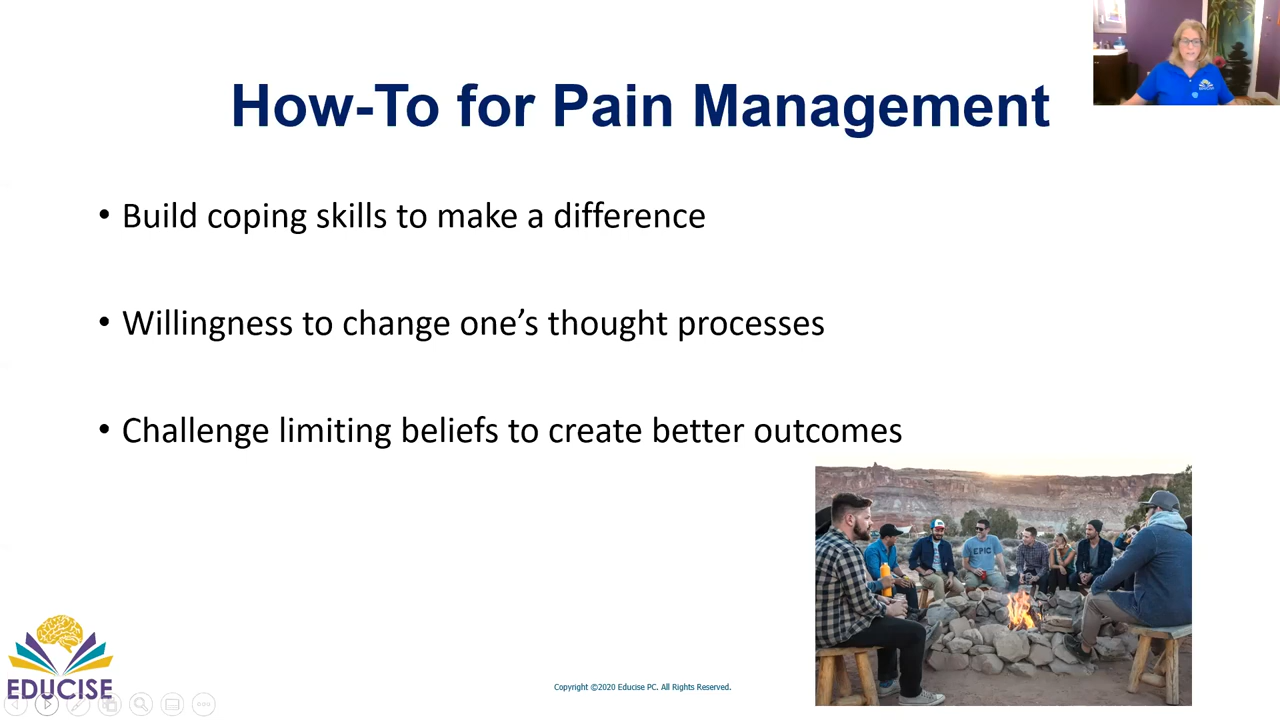 How-To for Pain Management
• Build coping skills to make a difference
• Willingness to change one’s thought processes
• Challenge limiting beliefs to create better outcomes
EPIC
EDUCISE
Copyright ©2020 Educise PC. All Rights Reserved.